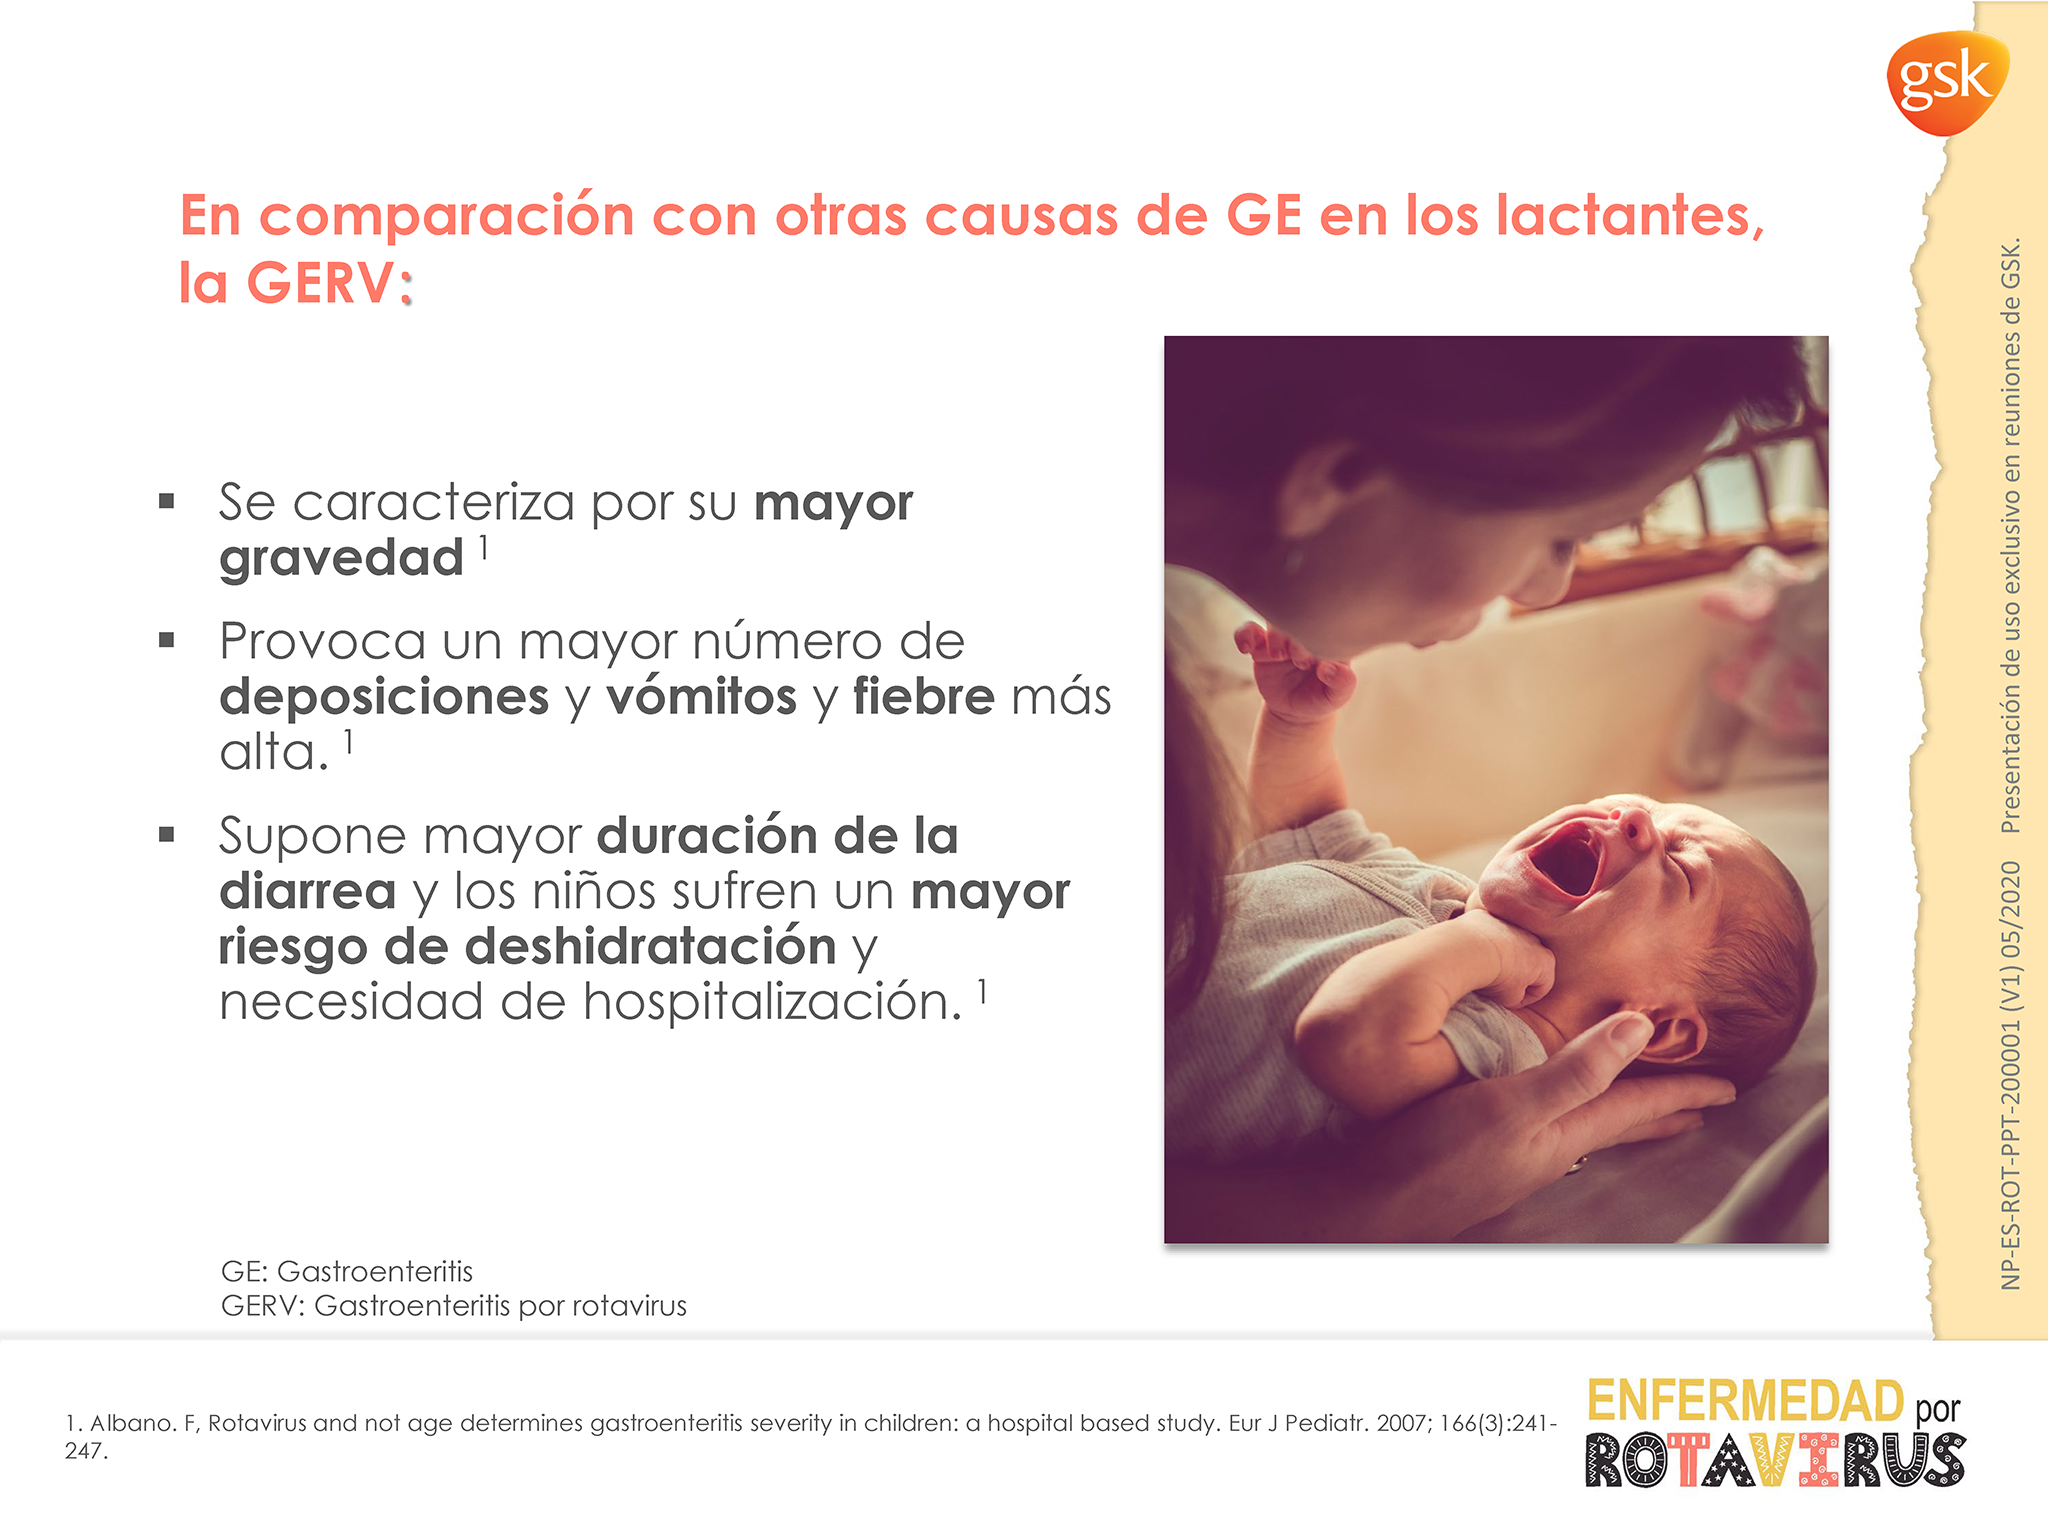 gsk
En comparación con otras causas de GE en los lactantes,
la GERV:
▪ Se caracteriza por su mayor
gravedad 1
▪ Provoca un mayor número de
deposiciones y vómitos y fiebre más
alta. 1
▪ Supone mayor duración de la
diarrea y los niños sufren un mayor
riesgo de deshidratación y
necesidad de hospitalización. 1
GE: Gastroenteritis
GERV: Gastroenteritis por rotavirus
1. Albano. F, Rotavirus and not age determines gastroenteritis severity in children: a hospital based study. Eur J Pediatr. 2007; 166(3):241-
247.
ENFERMEDAD por
ROTAVIRUS
NP-ES-ROT-PPT-200001 (V1) 05/2020 Presentación de uso exclusivo en reuniones de GSK.